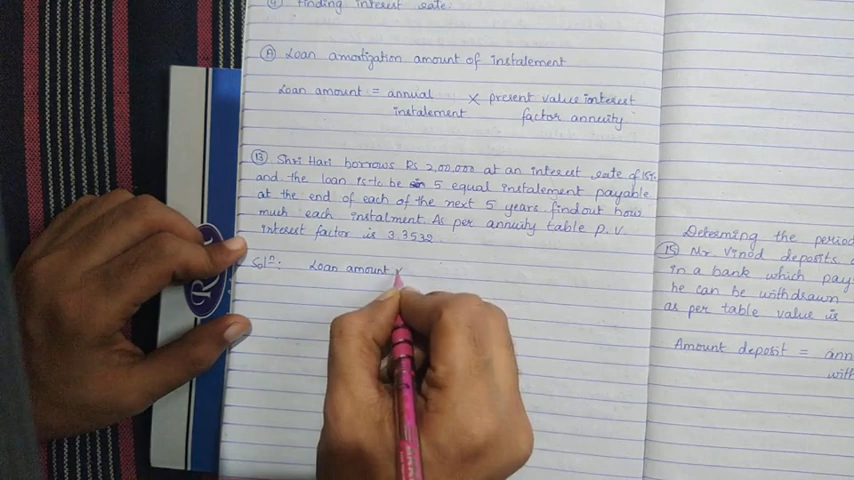 ④ Finding interest rate.
Ⓐ Loan amortization amount of instalement
Loan amount = annual instalement × present value interest factor annuity
⑬ Shri Hari borrows Rs 2,00,000 at an interest rate of 15%
and the loan is to be 5 equal instalement payable
at the end of each of the next 5 years find out how
much each instalment. As per annuity table P.V
interest factor is 3.3532
Solⁿ: Loan amount
Determing the period
⑮ Mr Vinod deposits
in a bank which pay
he can be withdrawn
as per table value is
Amount deposit = ann
with